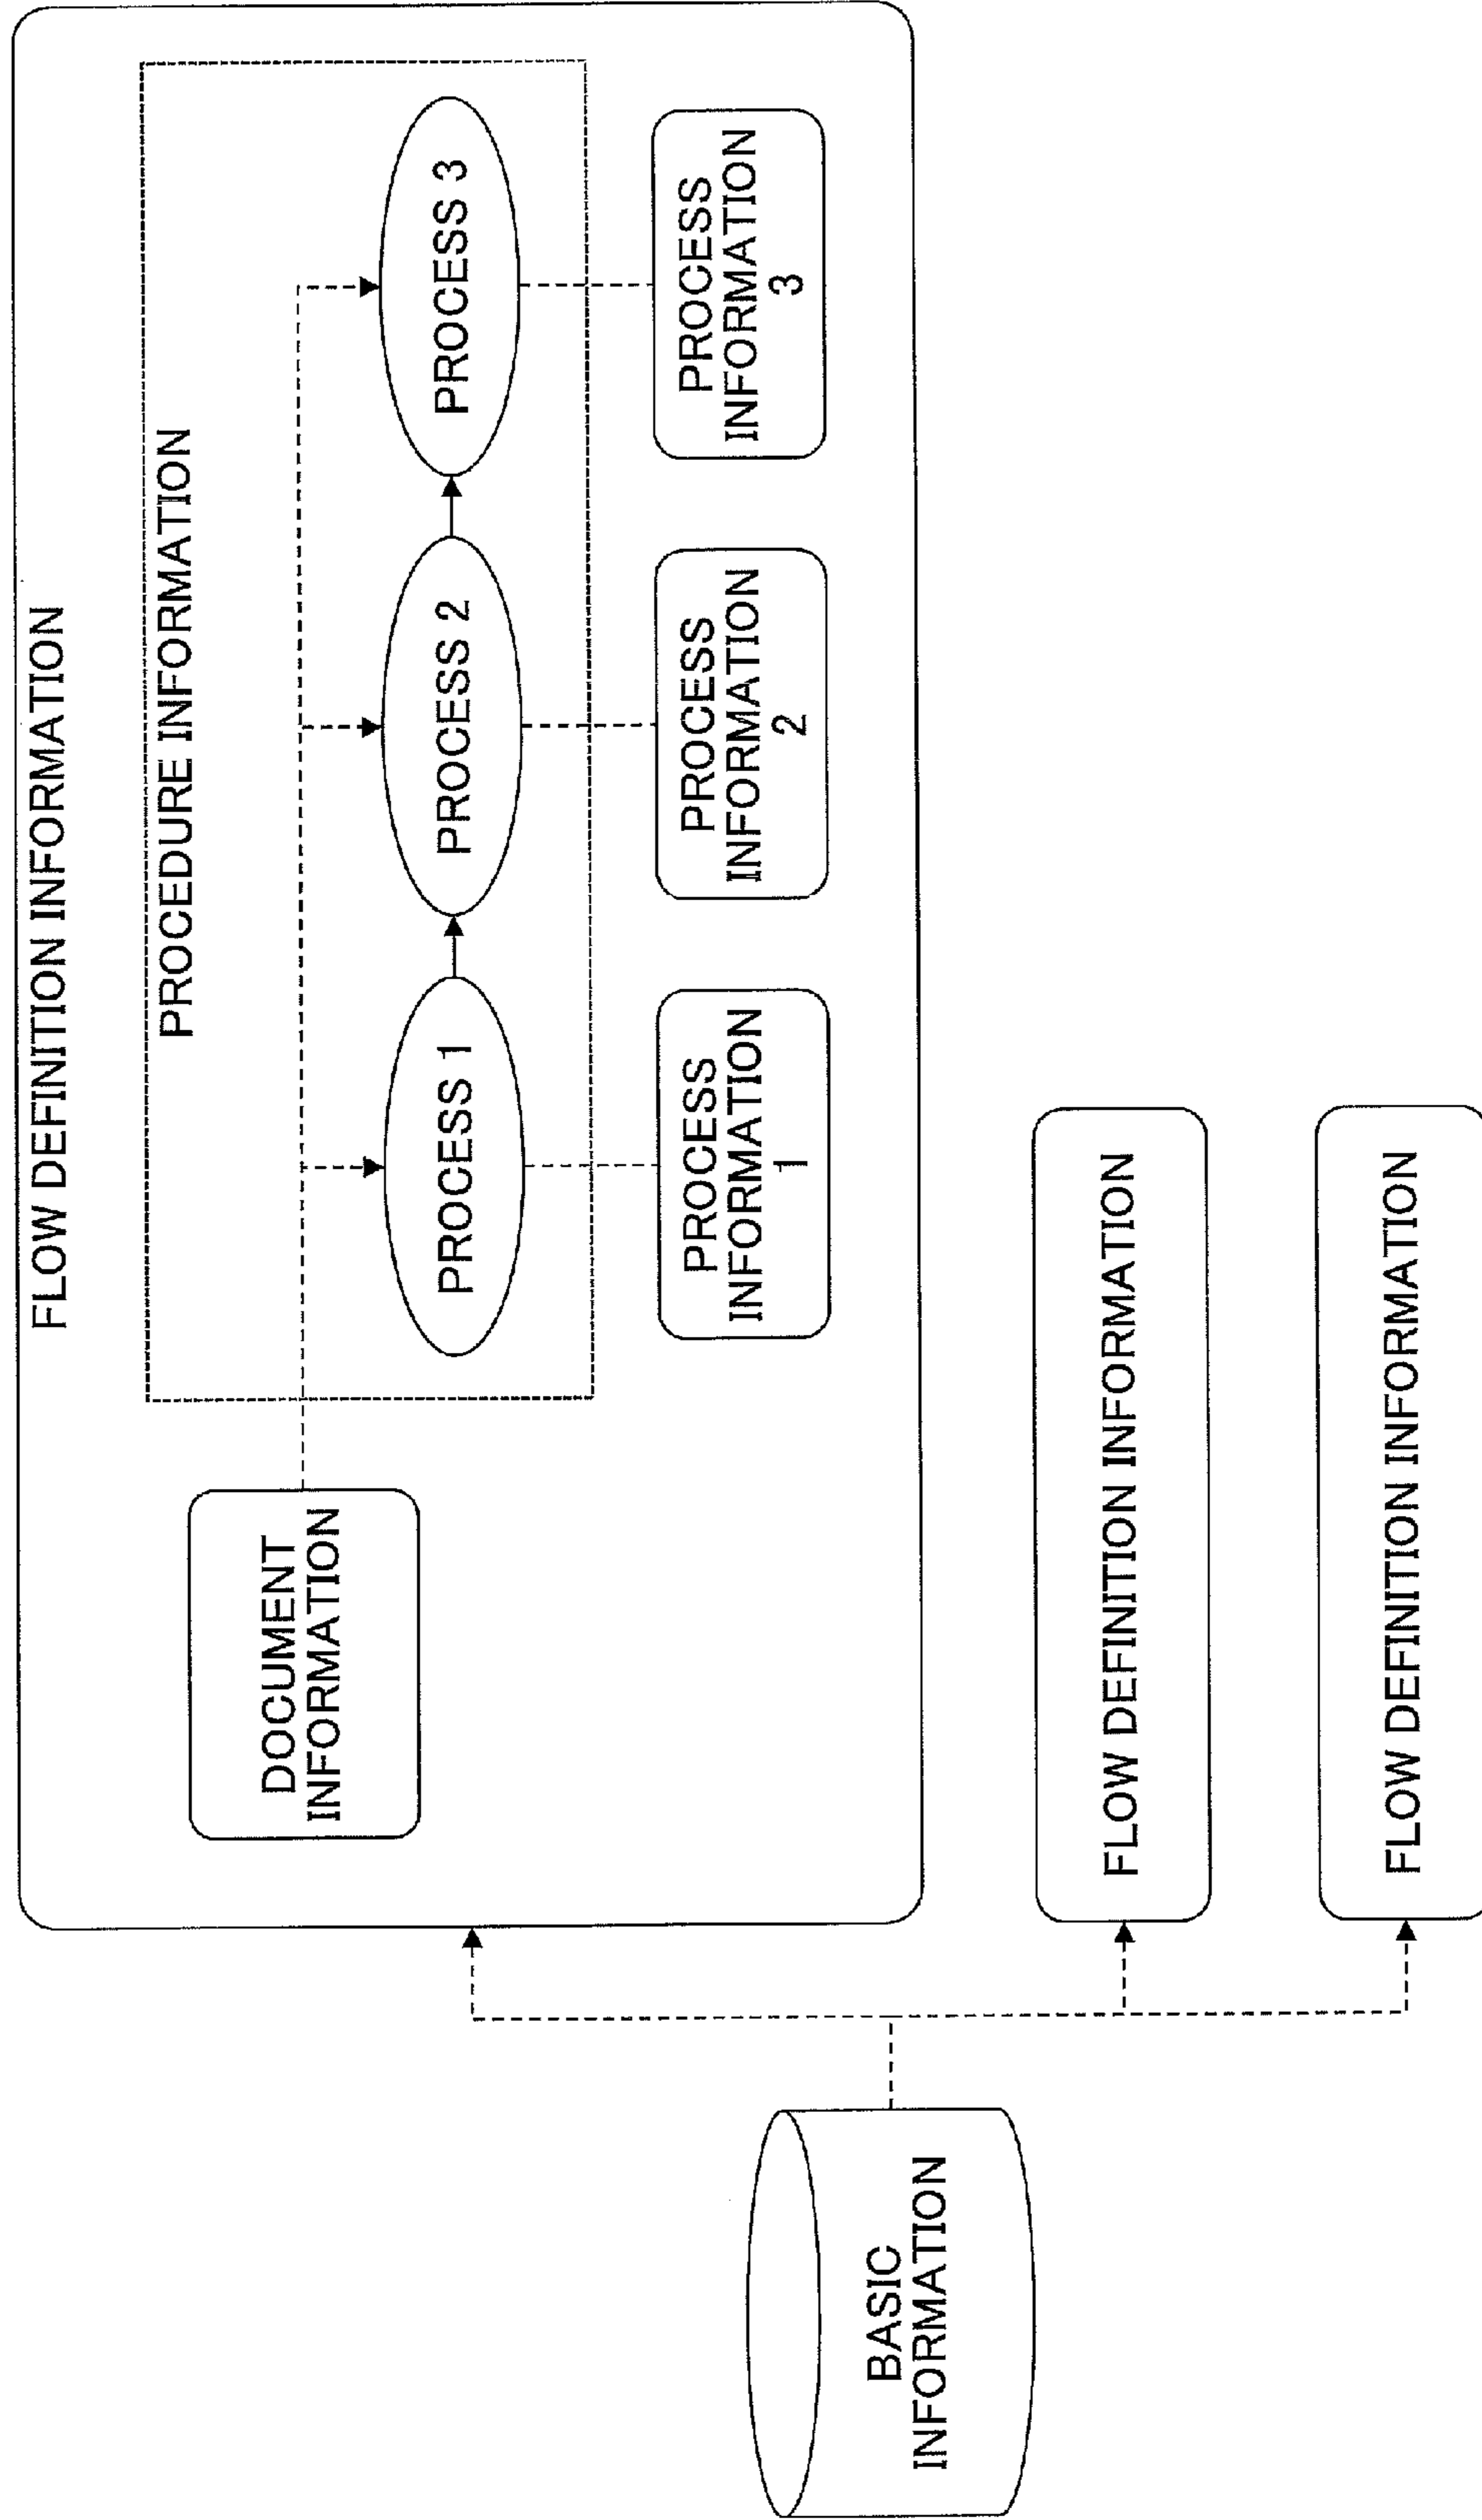 FLOW DEFINITION INFORMATION
PROCEDURE INFORMATION
DOCUMENT
INFORMATION
PROCESS 1
PROCESS 2
PROCESS 3
PROCESS
INFORMATION
1
PROCESS
INFORMATION
2
PROCESS
INFORMATION
3
BASIC
INFORMATION
FLOW DEFINITION INFORMATION
FLOW DEFINITION INFORMATION